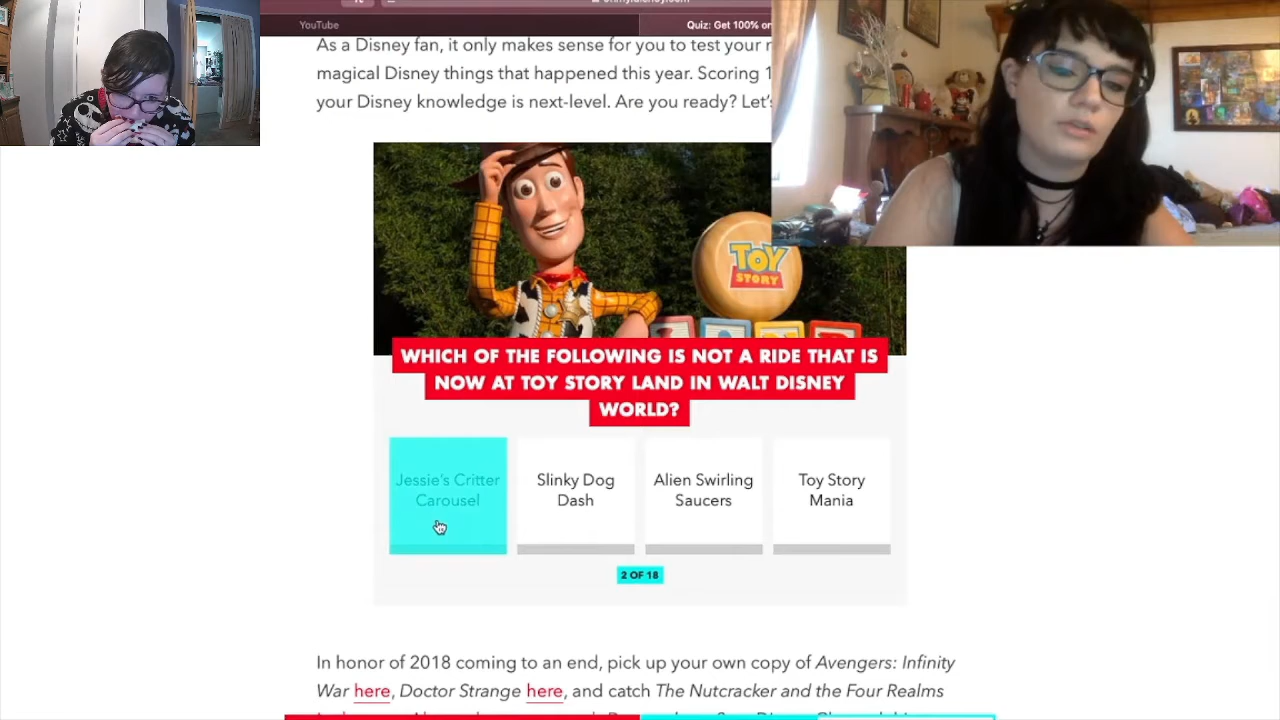 YouTube
Quiz: Get 100% on
As a Disney fan, it only makes sense for you to test your
magical Disney things that happened this year. Scoring 1
your Disney knowledge is next-level. Are you ready? Let's
TOY
STORY
WHICH OF THE FOLLOWING IS NOT A RIDE THAT IS
NOW AT TOY STORY LAND IN WALT DISNEY
WORLD?
Jessie's Critter
Carousel
Slinky Dog
Dash
Alien Swirling
Saucers
Toy Story
Mania
2 OF 18
In honor of 2018 coming to an end, pick up your own copy of Avengers: Infinity
War here, Doctor Strange here, and catch The Nutcracker and the Four Realms